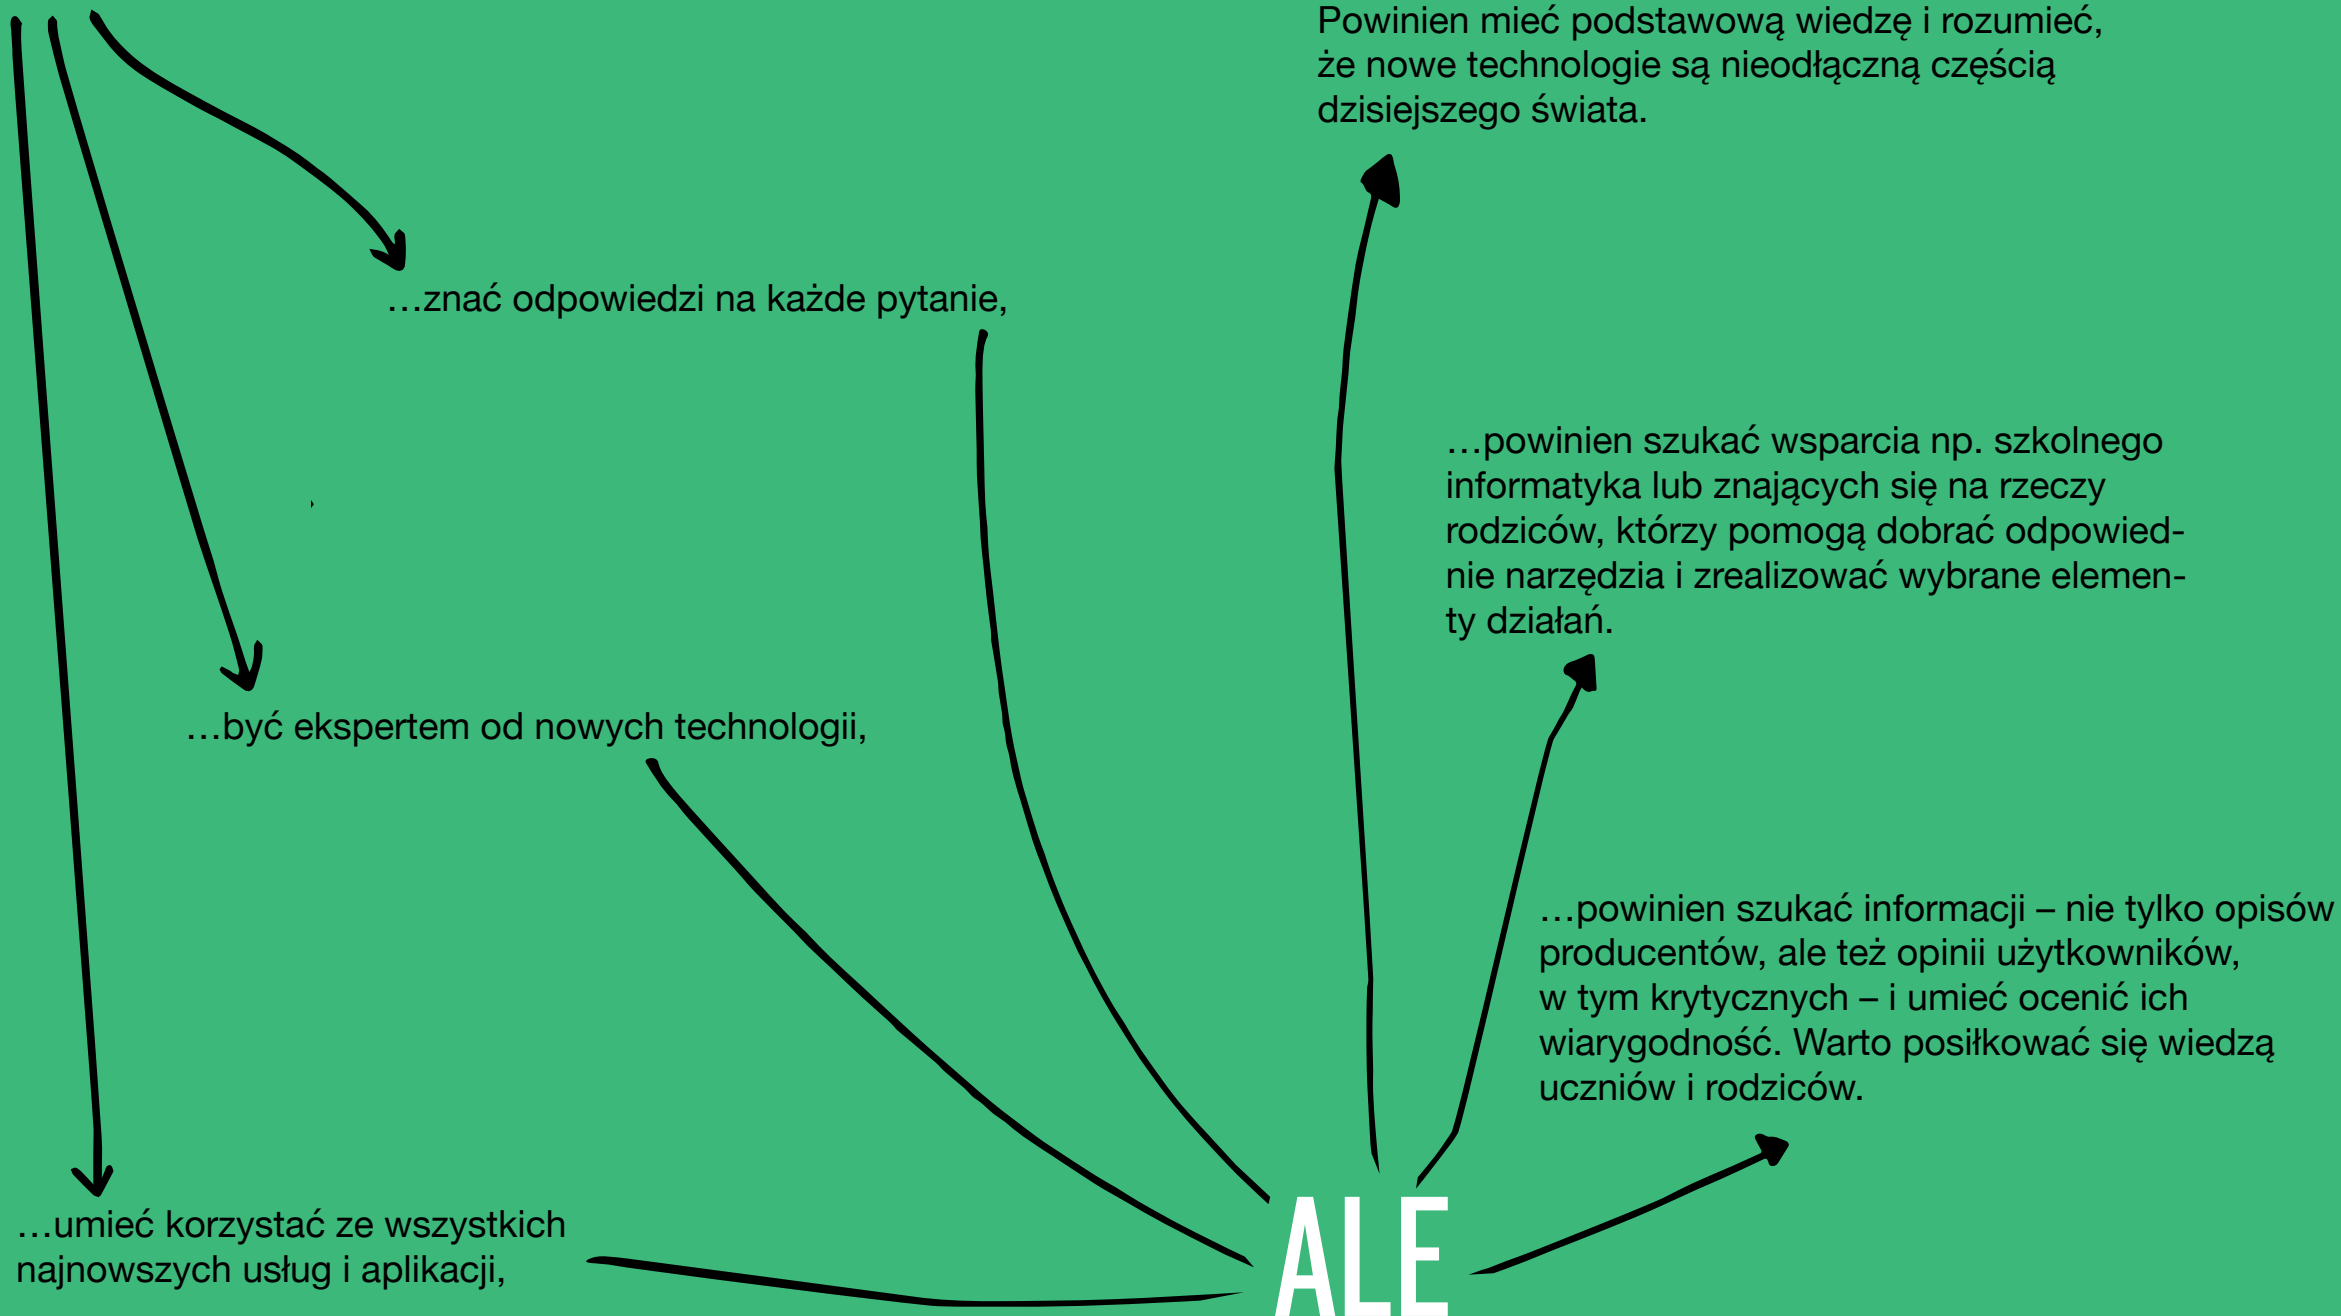 …znać odpowiedzi na każde pytanie,
…być ekspertem od nowych technologii,
…umieć korzystać ze wszystkich
najnowszych usług i aplikacji,
ALE
Powinien mieć podstawową wiedzę i rozumieć,
że nowe technologie są nieodłączną częścią
dzisiejszego świata.
…powinien szukać wsparcia np. szkolnego
informatyka lub znających się na rzeczy
rodziców, którzy pomogą dobrać odpowied-
nie narzędzia i zrealizować wybrane elemen-
ty działań.
…powinien szukać informacji – nie tylko opisów
producentów, ale też opinii użytkowników,
w tym krytycznych – i umieć ocenić ich
wiarygodność. Warto posiłkować się wiedzą
uczniów i rodziców.